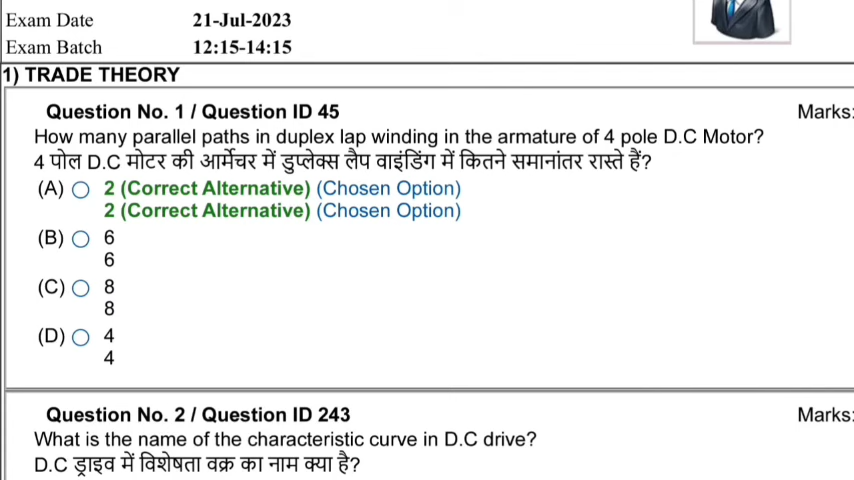 Exam Date 21-Jul-2023
Exam Batch 12:15-14:15
1) TRADE THEORY
Question No. 1 / Question ID 45 Marks:
How many parallel paths in duplex lap winding in the armature of 4 pole D.C Motor?
4 पोल D.C मोटर की आर्मेचर में डुप्लेक्स लैप वाइंडिंग में कितने समानांतर रास्ते हैं?
(A) 2 (Correct Alternative) (Chosen Option)
2 (Correct Alternative) (Chosen Option)
(B) 6
6
(C) 8
8
(D) 4
4
Question No. 2 / Question ID 243 Marks:
What is the name of the characteristic curve in D.C drive?
D.C ड्राइव में विशेषता वक्र का नाम क्या है?